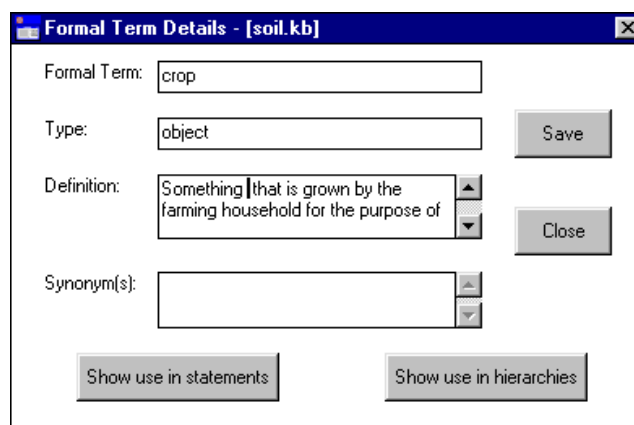 Formal Term Details - [soil.kb]
Formal Term: crop
Type: object
Save
Definition: Something that is grown by the
farming household for the purpose of
Close
Synonym(s):
Show use in statements Show use in hierarchies